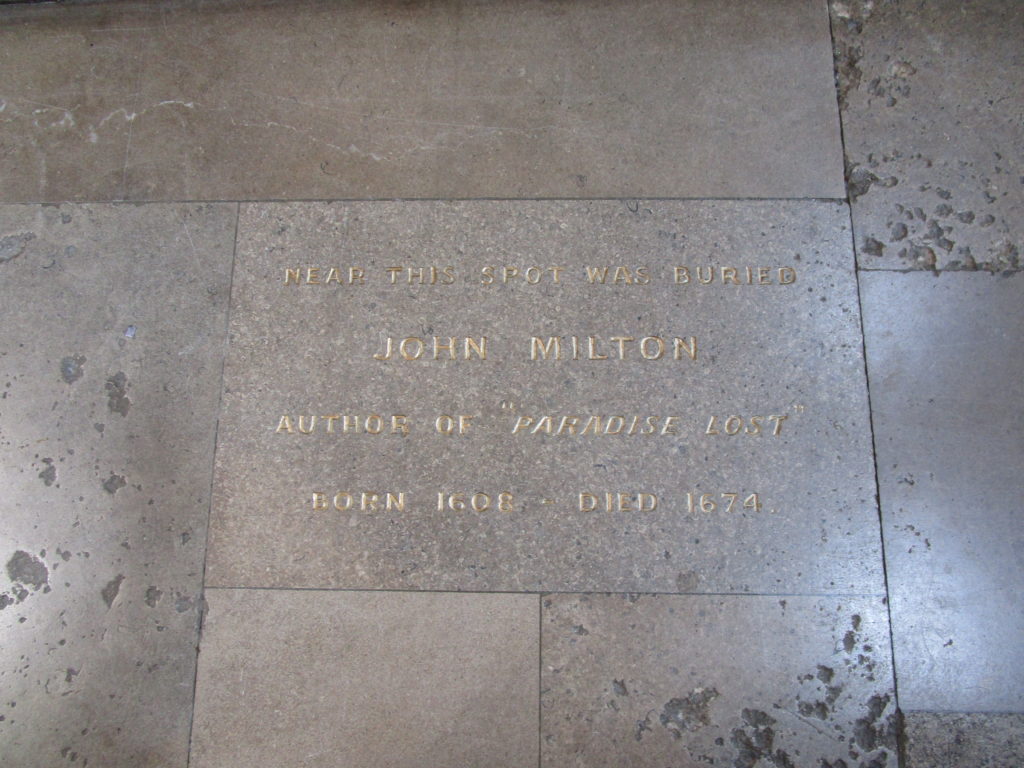 NEAR THIS SPOT WAS BURIED
JOHN MILTON
AUTHOR OF "PARADISE LOST"
BORN 1608 - DIED 1674.